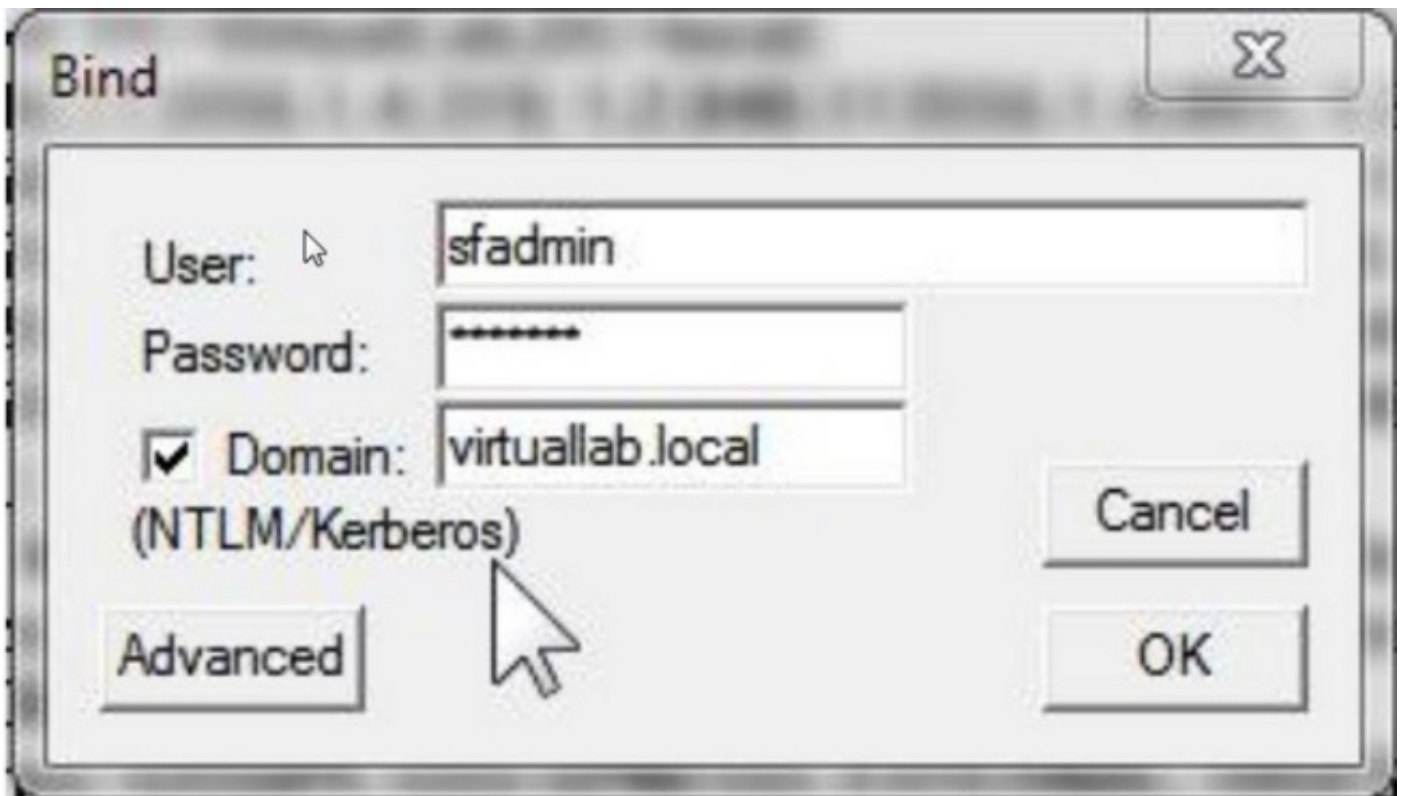 Bind
User: sfadmin
Password: *******
Domain: virtuallab.local
(NTLM/Kerberos)
Cancel
Advanced
OK